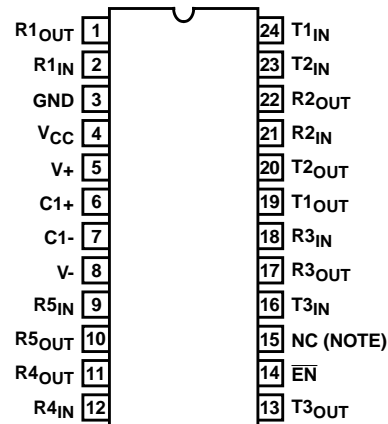 R1OUT 1 24 T1IN
R1IN 2 23 T2IN
GND 3 22 R2OUT
VCC 4 21 R2IN
V+ 5 20 T2OUT
C1+ 6 19 T1OUT
C1- 7 18 R3IN
V- 8 17 R3OUT
R5IN 9 16 T3IN
R5OUT 10 15 NC (NOTE)
R4OUT 11 14 EN
R4IN 12 13 T3OUT